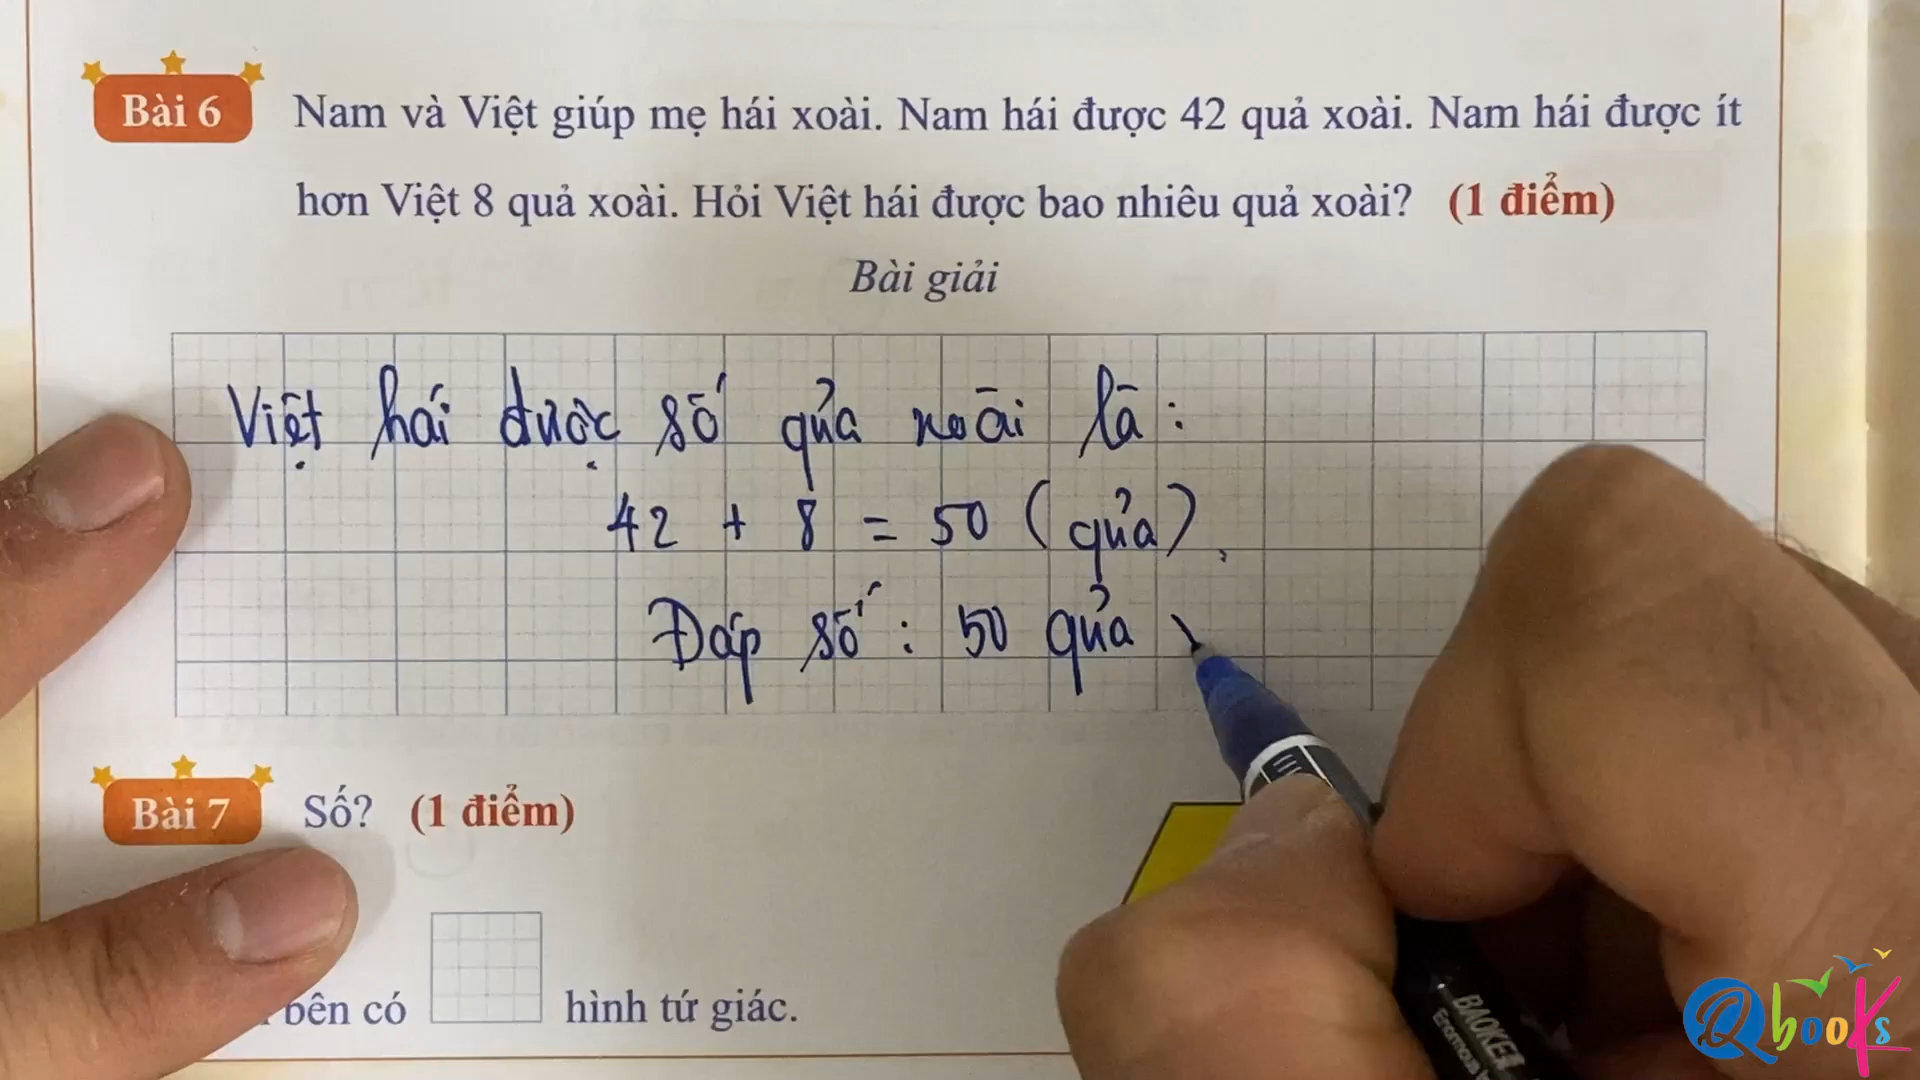 Bài 6 Nam và Việt giúp mẹ hái xoài. Nam hái được 42 quả xoài. Nam hái được ít
hơn Việt 8 quả xoài. Hỏi Việt hái được bao nhiêu quả xoài? (1 điểm)
Bài giải
Việt hái được số quả xoài là:
42 + 8 = 50 (quả).
Đáp số: 50 quả
Bài 7 Số? (1 điểm)
bên có hình tứ giác.
BAOKE
Qbooks